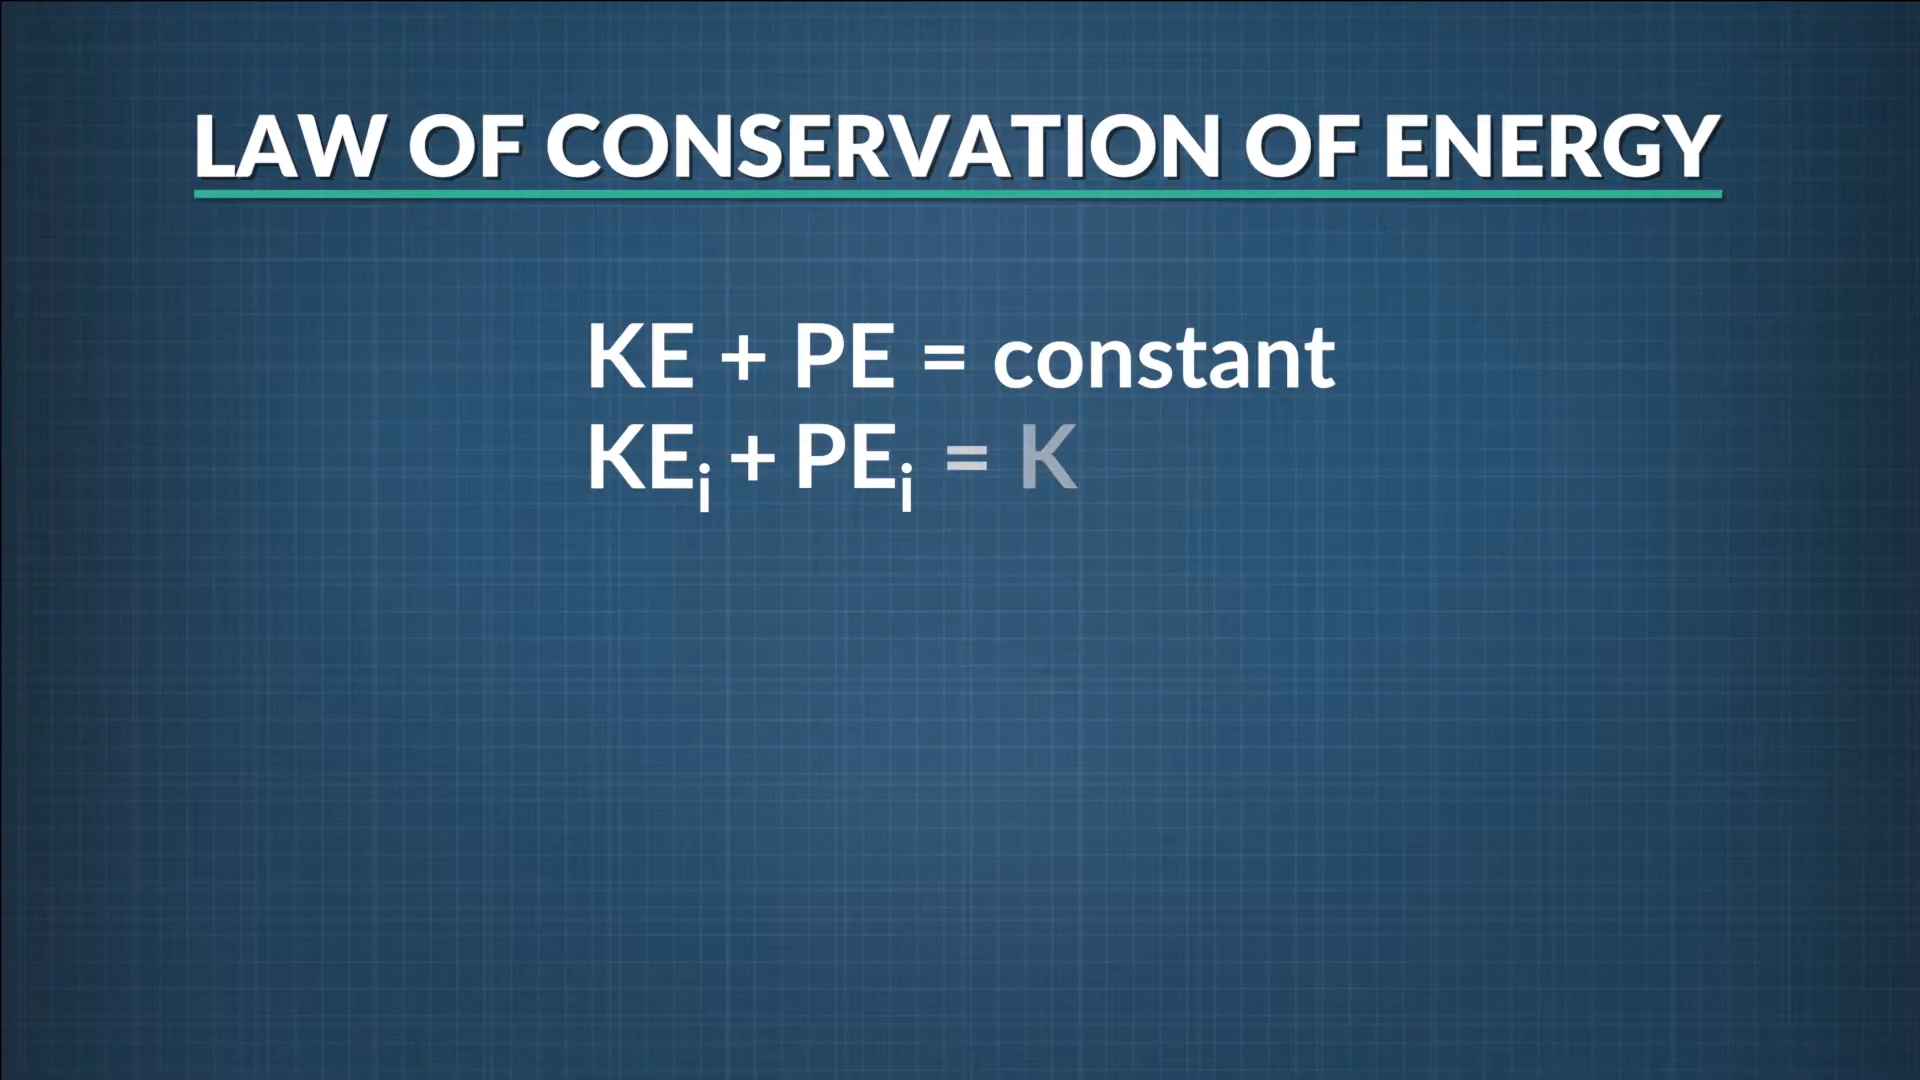 LAW OF CONSERVATION OF ENERGY
KE + PE = constant
KEᵢ + PEᵢ = K